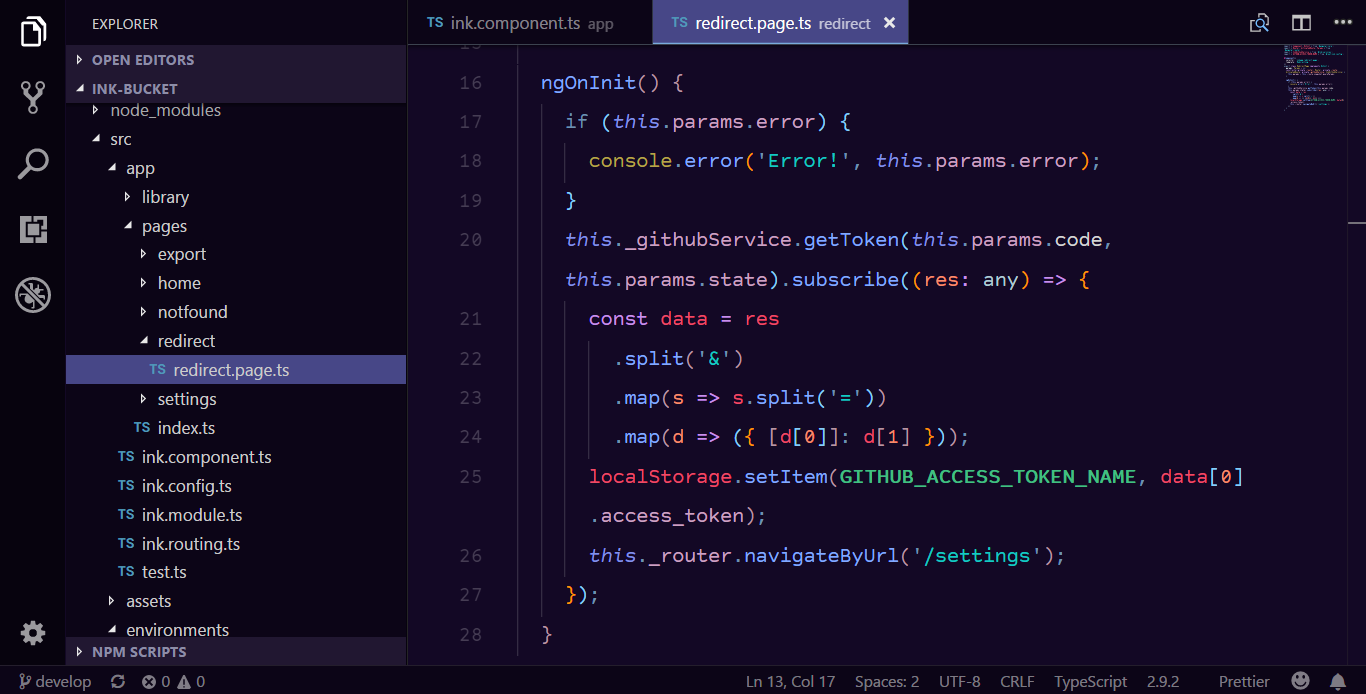 EXPLORER
OPEN EDITORS
INK-BUCKET
node_modules
src
app
library
pages
export
home
notfound
redirect
TS redirect.page.ts
settings
TS index.ts
TS ink.component.ts
TS ink.config.ts
TS ink.module.ts
TS ink.routing.ts
TS test.ts
assets
environments
NPM SCRIPTS
TS ink.component.ts app
TS redirect.page.ts redirect ×
16 ngOnInit() {
17 if (this.params.error) {
18 console.error('Error!', this.params.error);
19 }
20 this._githubService.getToken(this.params.code,
this.params.state).subscribe((res: any) => {
21 const data = res
22 .split('&')
23 .map(s => s.split('='))
24 .map(d => ({ [d[0]]: d[1] }));
25 localStorage.setItem(GITHUB_ACCESS_TOKEN_NAME, data[0]
.access_token);
26 this._router.navigateByUrl('/settings');
27 });
28 }
develop 0 0 Ln 13, Col 17 Spaces: 2 UTF-8 CRLF TypeScript 2.9.2 Prettier